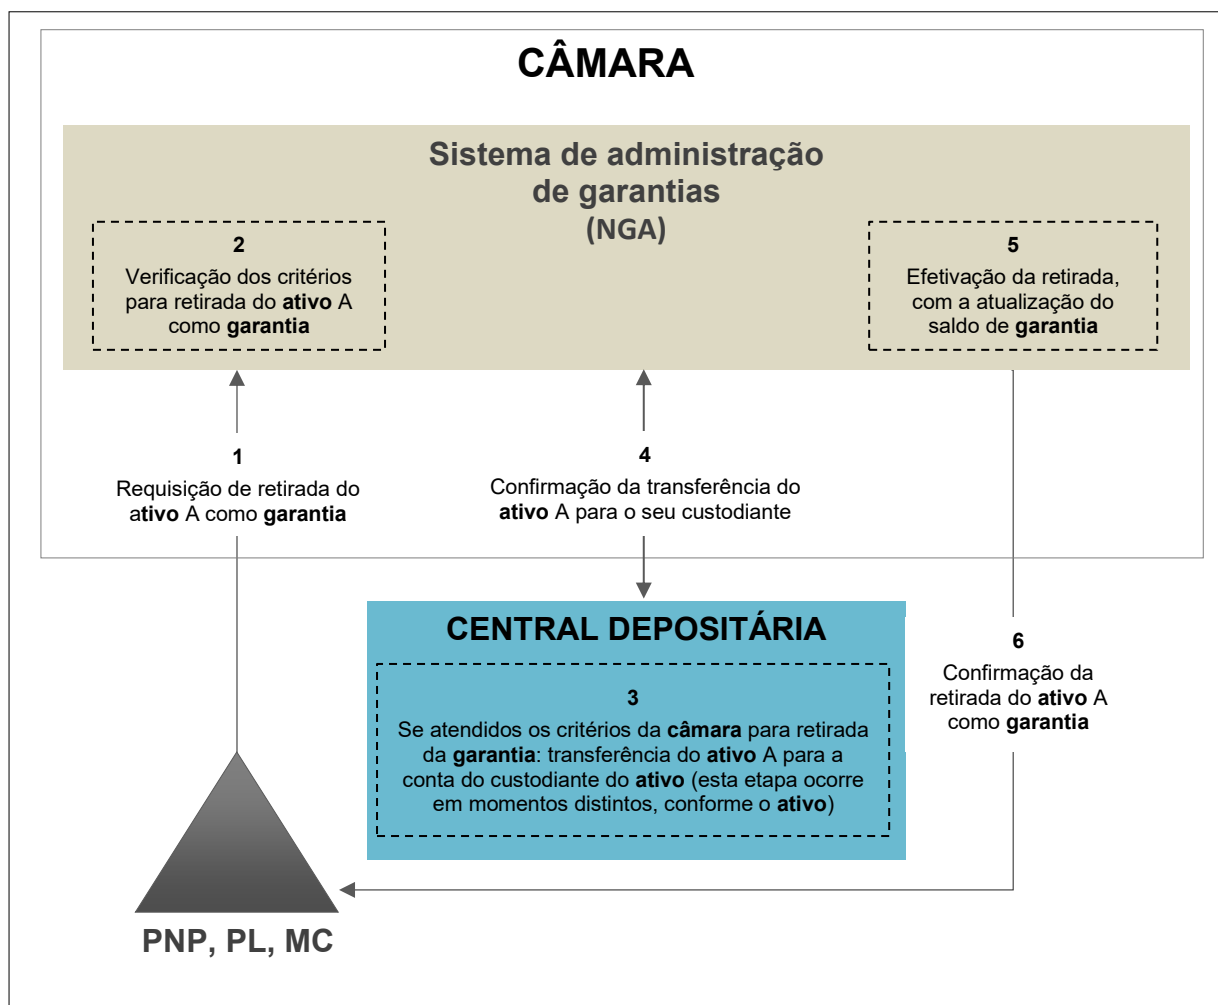 CÂMARA
Sistema de administração
de garantias
(NGA)
2
Verificação dos critérios
para retirada do ativo A
como garantia
5
Efetivação da retirada,
com a atualização do
saldo de garantia
1
Requisição de retirada do
ativo A como garantia
4
Confirmação da transferência do
ativo A para o seu custodiante
CENTRAL DEPOSITÁRIA
3
Se atendidos os critérios da câmara para retirada
da garantia: transferência do ativo A para a
conta do custodiante do ativo (esta etapa ocorre
em momentos distintos, conforme o ativo)
6
Confirmação da
retirada do ativo A
como garantia
PNP, PL, MC